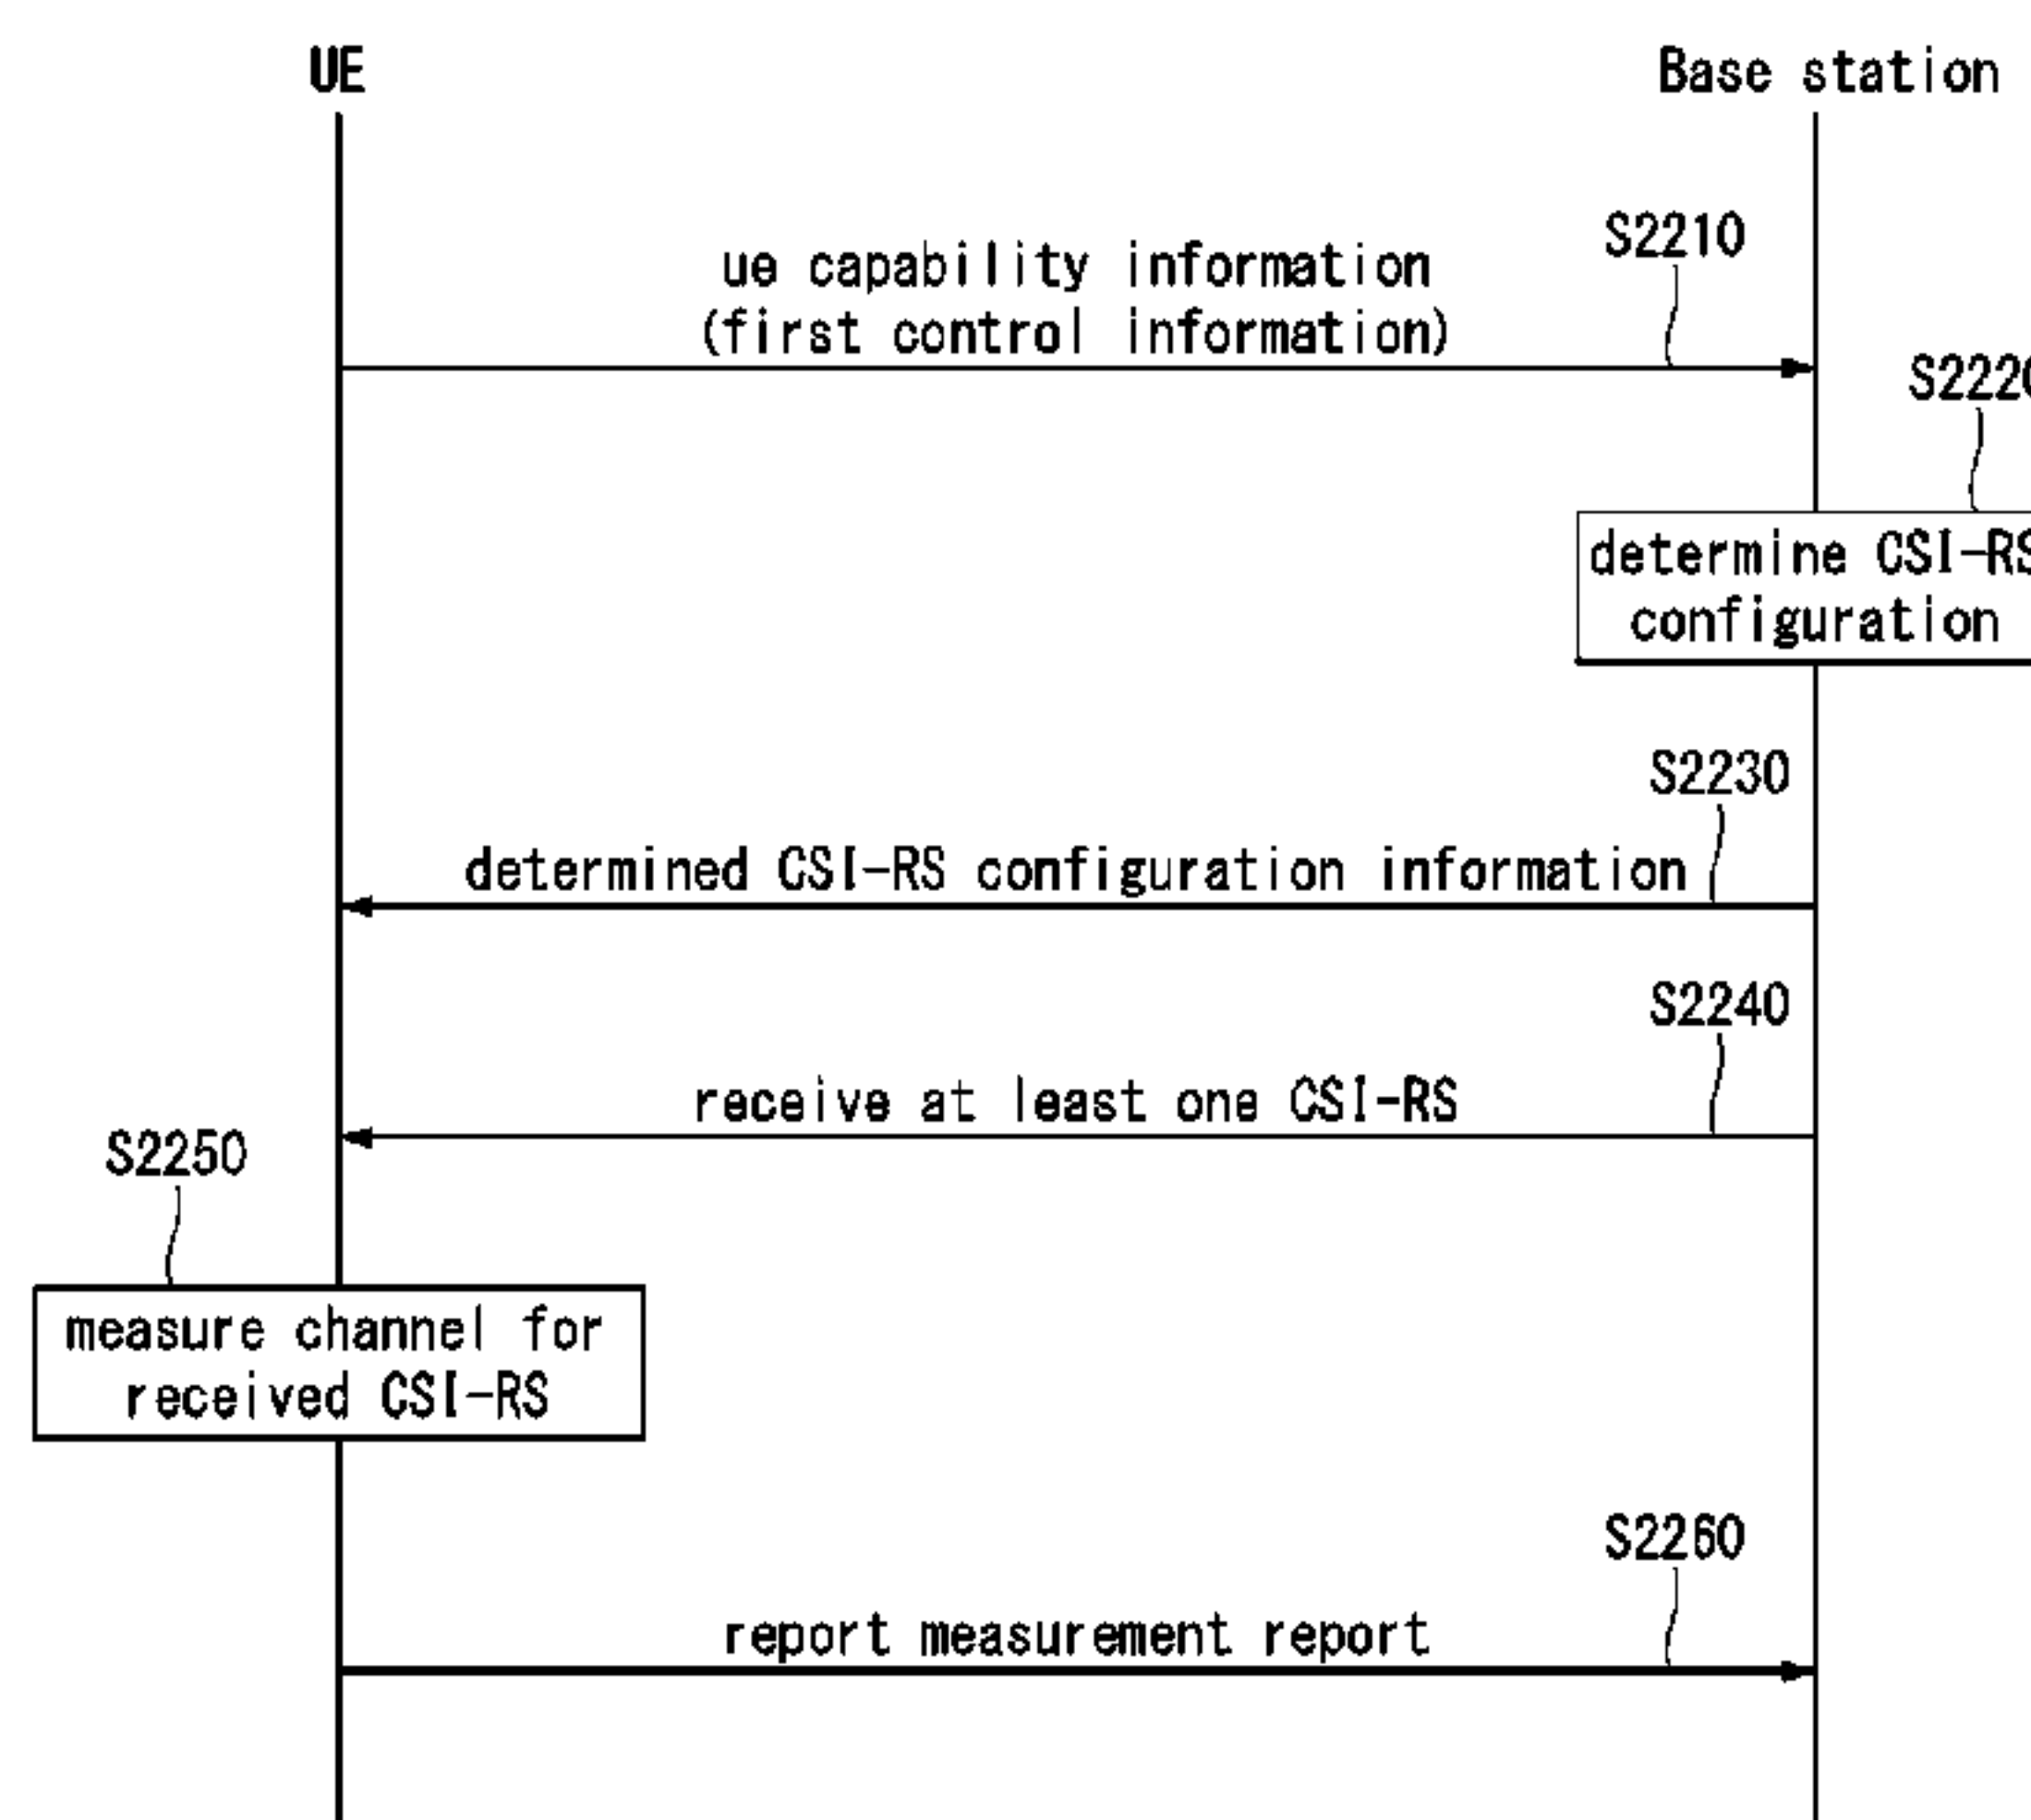 UE
Base station
S2210
ue capability information
(first control information)
S2220
determine CSI-RS
configuration
S2230
determined CSI-RS configuration information
S2240
receive at least one CSI-RS
S2250
measure channel for
received CSI-RS
S2260
report measurement report